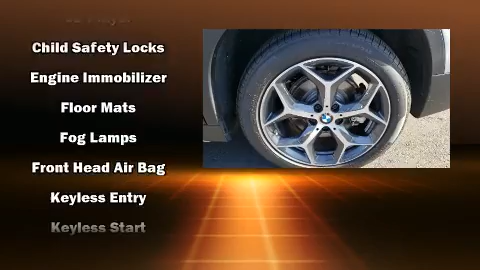 Child Safety Locks
Engine Immobilizer
Floor Mats
Fog Lamps
Front Head Air Bag
Keyless Entry
Keyless Start